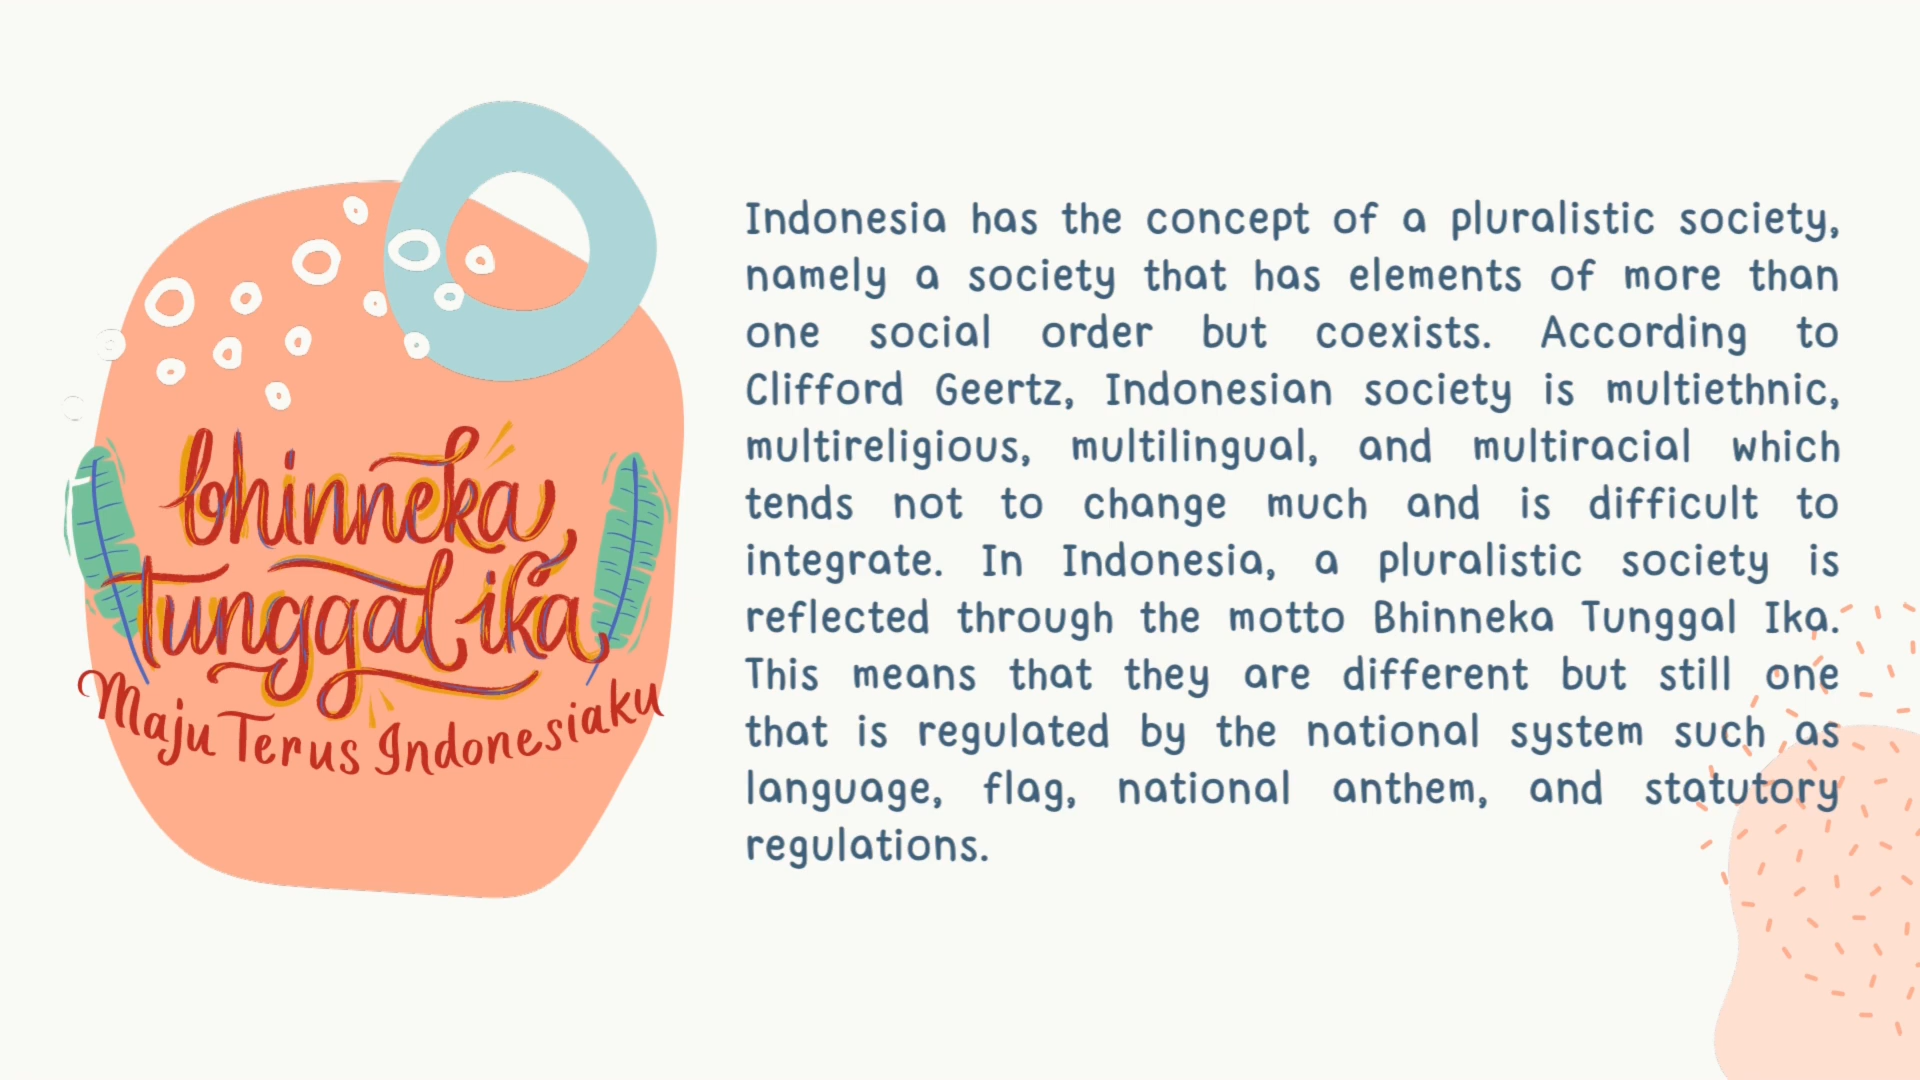 bhinneka
tunggal ika
Maju Terus Indonesiaku
Indonesia has the concept of a pluralistic society,
namely a society that has elements of more than
one social order but coexists. According to
Clifford Geertz, Indonesian society is multiethnic,
multireligious, multilingual, and multiracial which
tends not to change much and is difficult to
integrate. In Indonesia, a pluralistic society is
reflected through the motto Bhinneka Tunggal Ika.
This means that they are different but still one
that is regulated by the national system such as
language, flag, national anthem, and statutory
regulations.